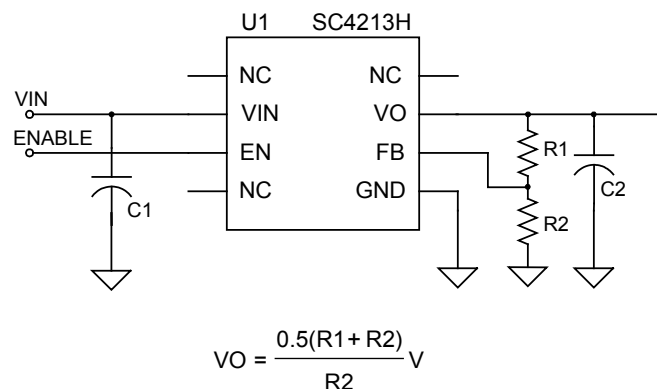 U1 SC4213H
NC NC
VIN VIN VO
ENABLE EN FB R1
NC GND C2
C1 R2
VO = 0.5(R1+ R2) V
R2